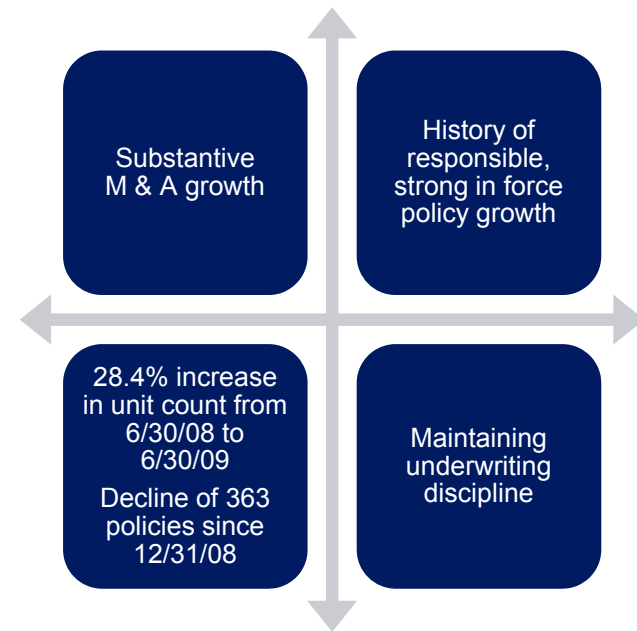 Substantive
M & A growth
History of
responsible,
strong in force
policy growth
28.4% increase
in unit count from
6/30/08 to
6/30/09
Decline of 363
policies since
12/31/08
Maintaining
underwriting
discipline